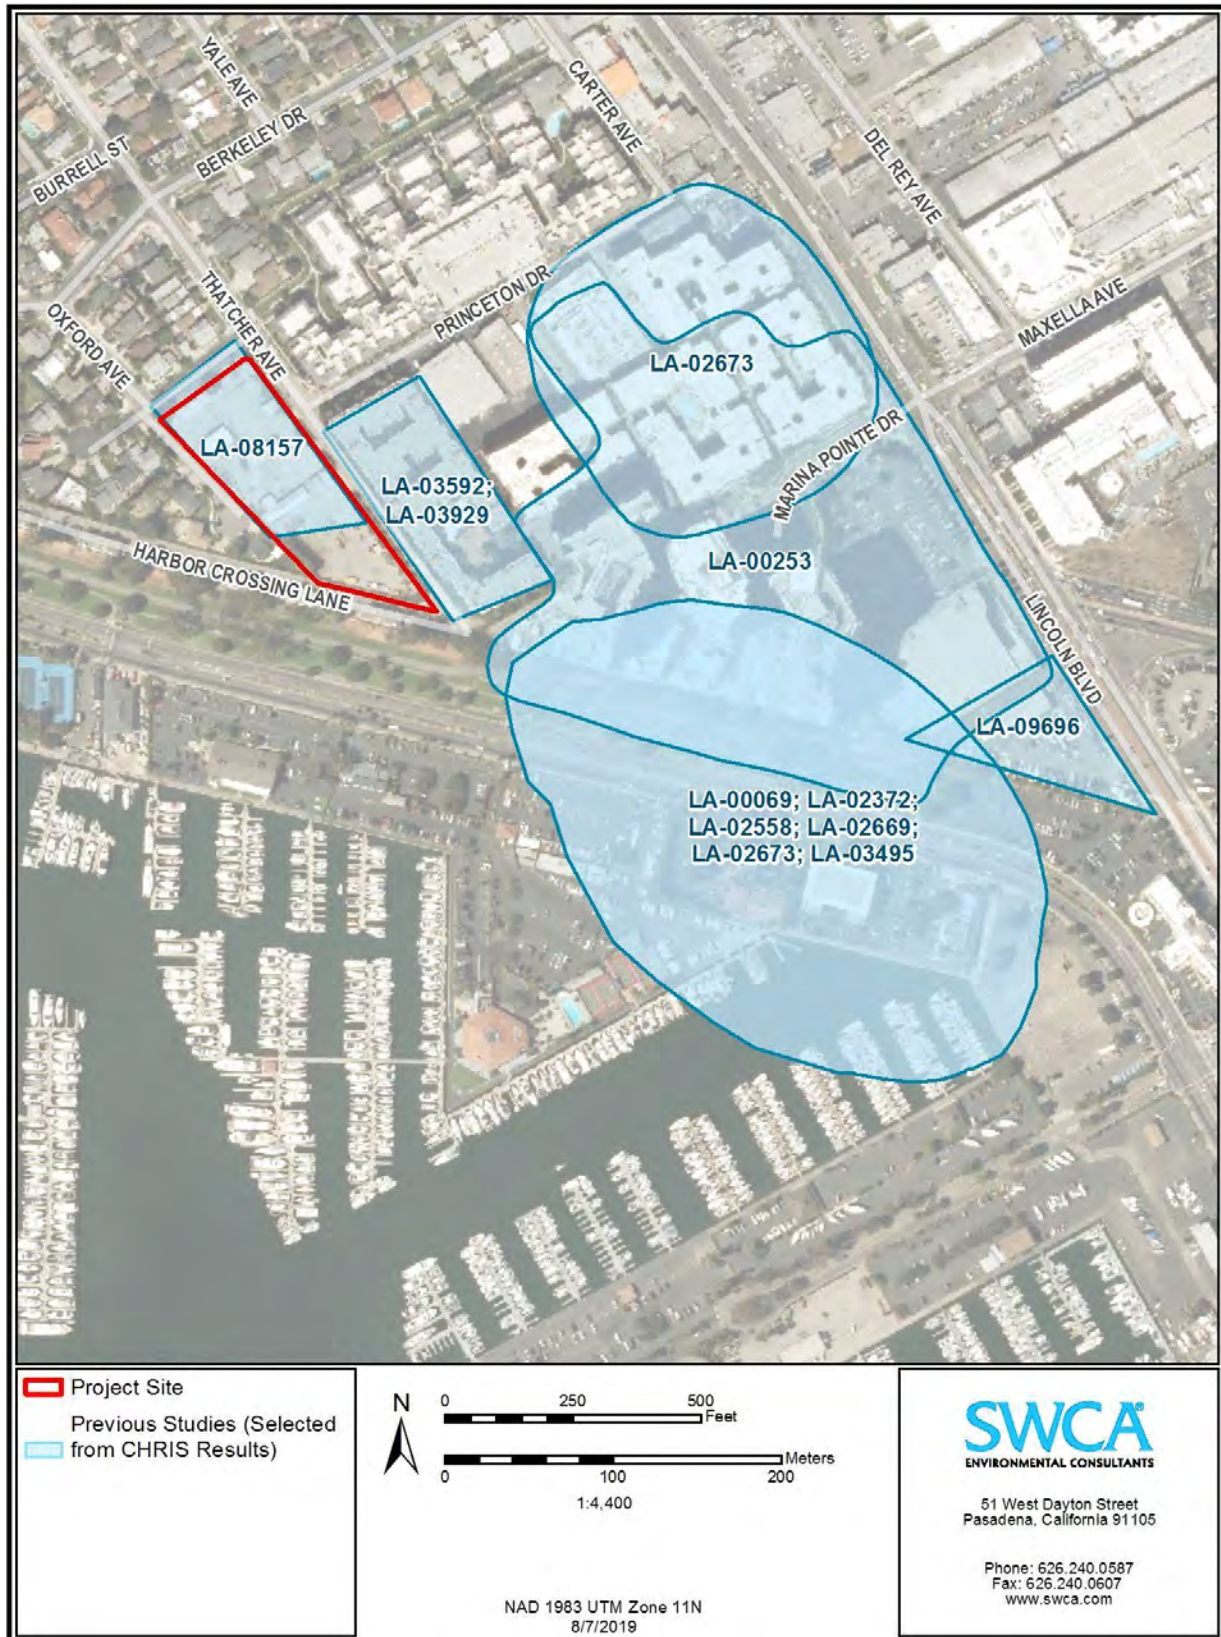 YALE AVE
CARTER AVE
BERKELEY DR
BURRELL ST
DEL REY AVE
THATCHER AVE
OXFORD AVE
PRINCETON DR
MAXELLA AVE
LA-02673
LA-08157
MARINA POINTE DR
LA-03592;
LA-03929
LA-00253
HARBOR CROSSING LANE
LINCOLN BLVD
LA-09696
LA-00069; LA-02372;
LA-02558; LA-02669;
LA-02673; LA-03495
Project Site
Previous Studies (Selected
from CHRIS Results)
N
0 250 500
Feet
Meters
0 100 200
1:4,400
NAD 1983 UTM Zone 11N
8/7/2019
SWCA®
ENVIRONMENTAL CONSULTANTS
51 West Dayton Street
Pasadena, California 91105
Phone: 626.240.0587
Fax: 626.240.0607
www.swca.com